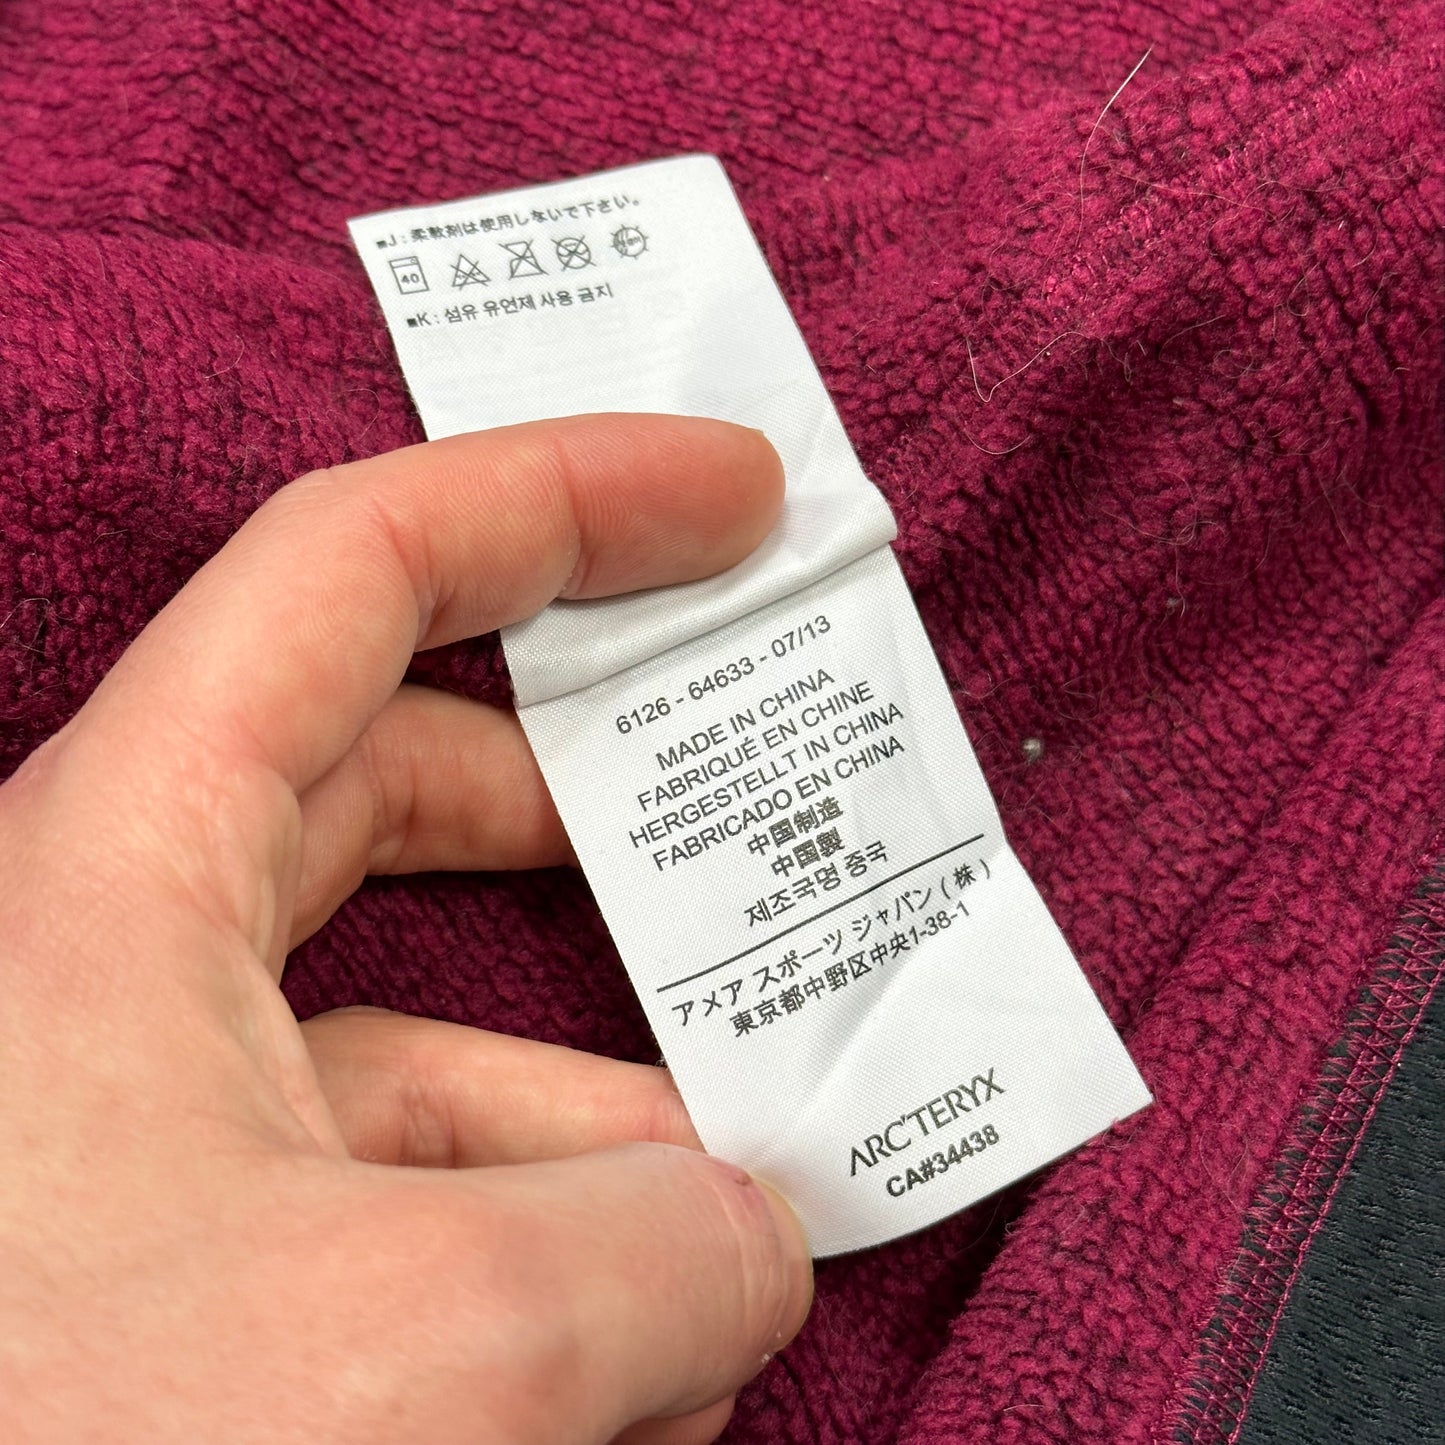 ■J : 柔軟剤は使用しないで下さい。
40
■K : 섬유 유연제 사용 금지
6126 - 64633 - 07/13
MADE IN CHINA
FABRIQUÉ EN CHINE
HERGESTELLT IN CHINA
FABRICADO EN CHINA
中国制造
中国製
제조국명 중국
アメア スポーツ ジャパン ( 株 )
東京都中野区中央1-38-1
ARC'TERYX
CA#34438